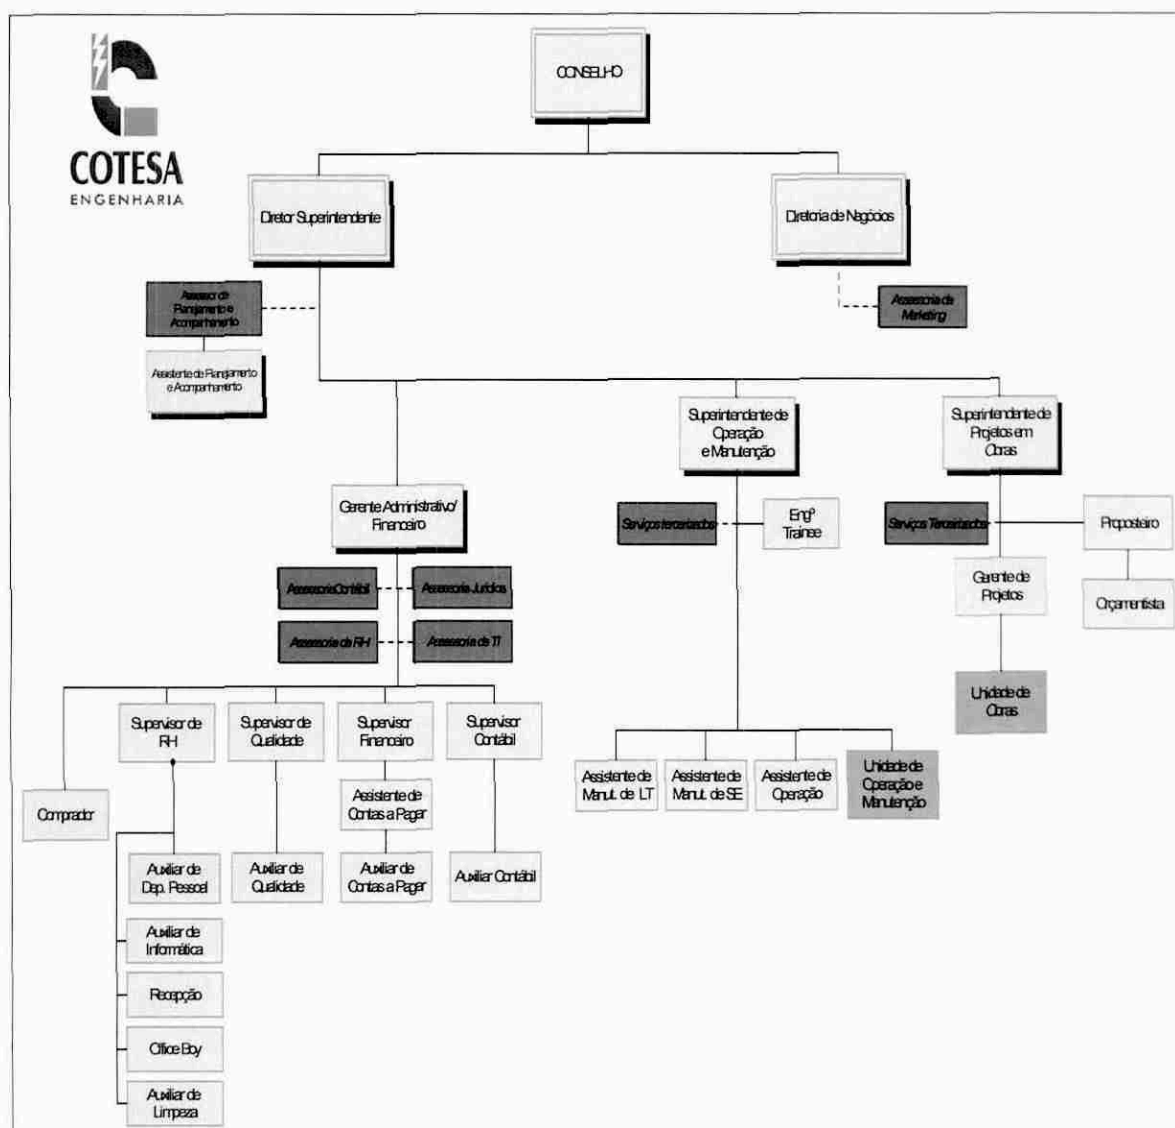 CONSELHO
COTESA
ENGENHARIA
Diretor Superintendente
Diretoria de Negócios
Assessor de
Planejamento e
Acompanhamento
Assessoria de
Marketing
Assistente de Planejamento
e Acompanhamento
Superintendente de
Operação
e Manutenção
Superintendente de
Projetos em
Obras
Gerente Administrativo/
Financeiro
Serviços terceirizados
Engº
Trainee
Serviços Terceirizados
Proposteiro
Gerente de
Projetos
Orçamentista
Assessoria Contábil
Assessoria Jurídica
Assessoria de RH
Assessoria de TI
Unidade de
Obras
Supervisor de
RH
Supervisor de
Qualidade
Supervisor
Financeiro
Supervisor
Contábil
Assistente de
Manut. de LT
Assistente de
Manut. de SE
Assistente de
Operação
Unidade de
Operação e
Manutenção
Comprador
Assistente de
Contas a Pagar
Auxiliar de
Dep. Pessoal
Auxiliar de
Qualidade
Auxiliar de
Contas a Pagar
Auxiliar Contábil
Auxiliar de
Informática
Recepção
Office Boy
Auxiliar de
Limpeza